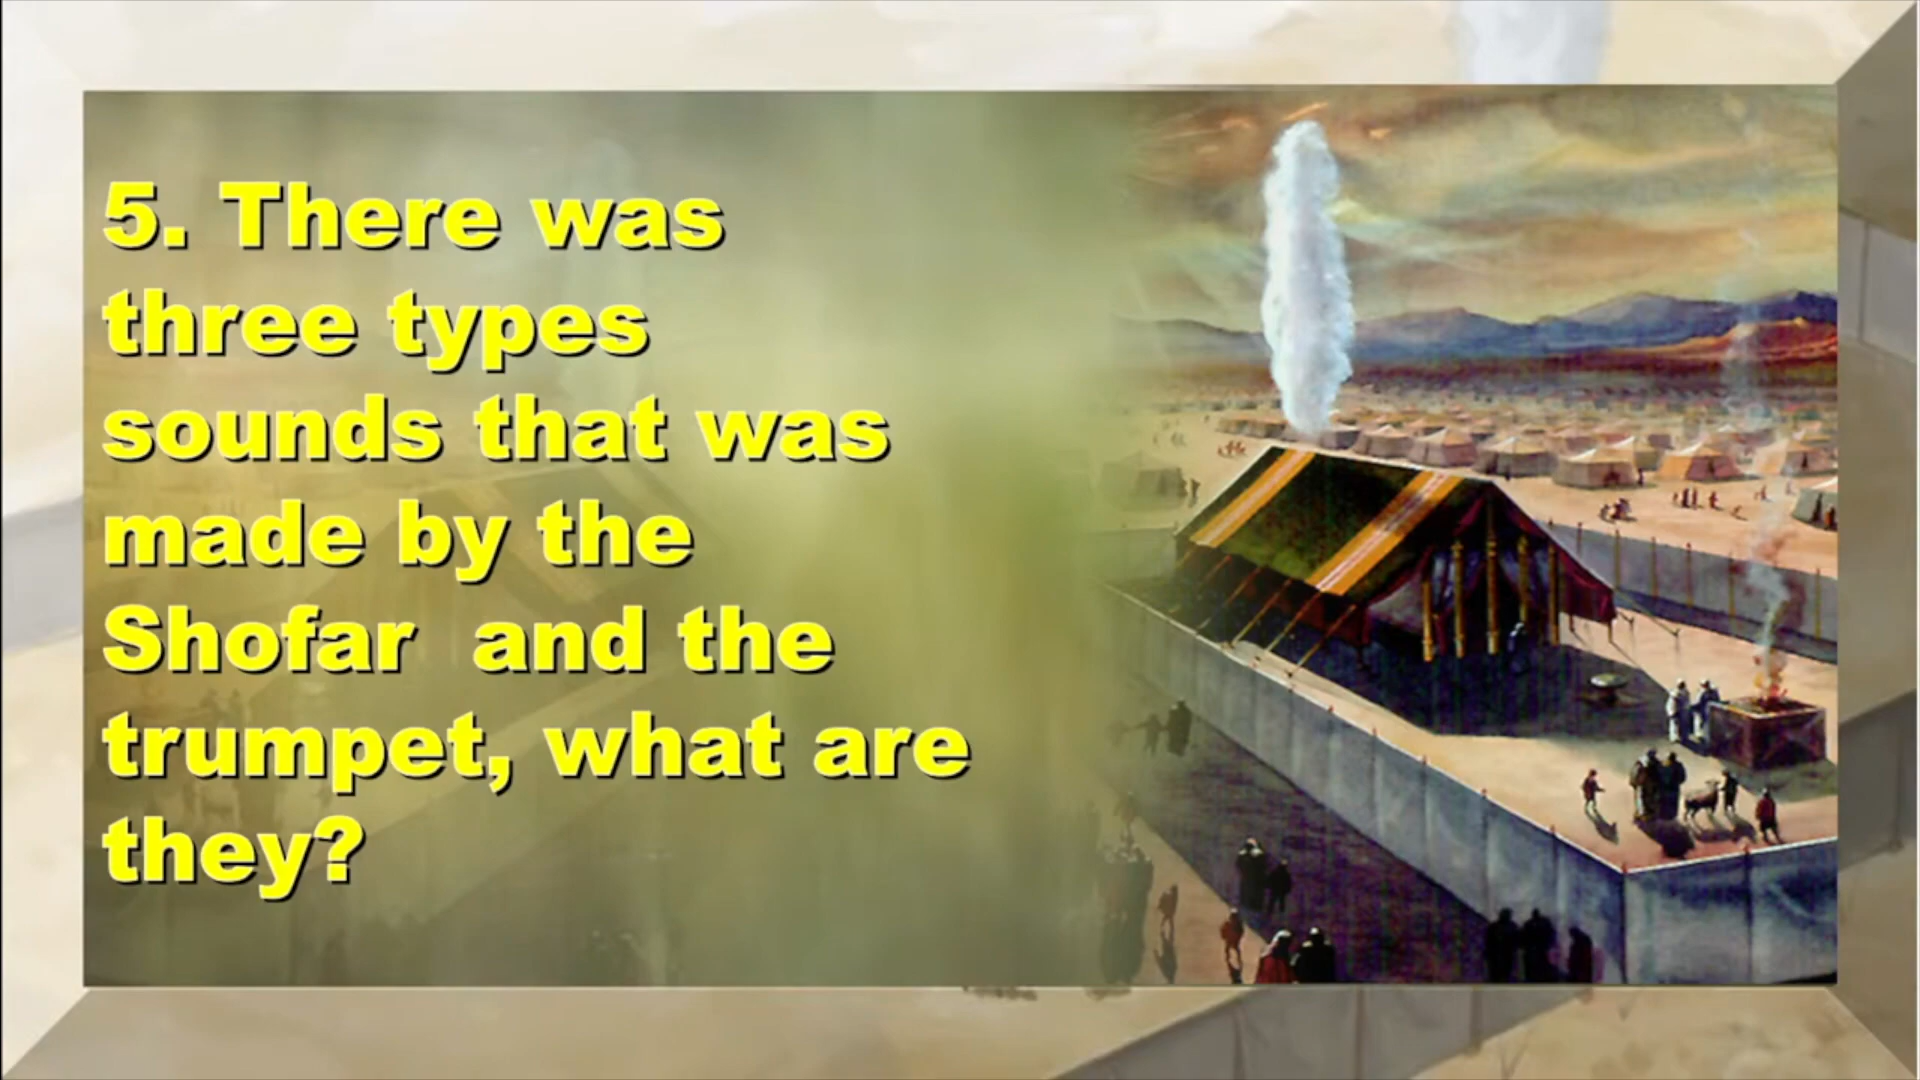 5. There was
three types
sounds that was
made by the
Shofar  and the
trumpet, what are
they?